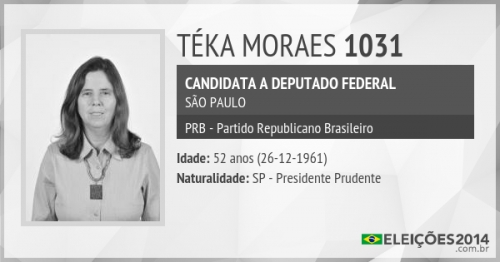 TÉKA MORAES 1031
CANDIDATA A DEPUTADO FEDERAL
SÃO PAULO
PRB - Partido Republicano Brasileiro
Idade: 52 anos (26-12-1961)
Naturalidade: SP - Presidente Prudente
ELEIÇÕES2014
.com.br